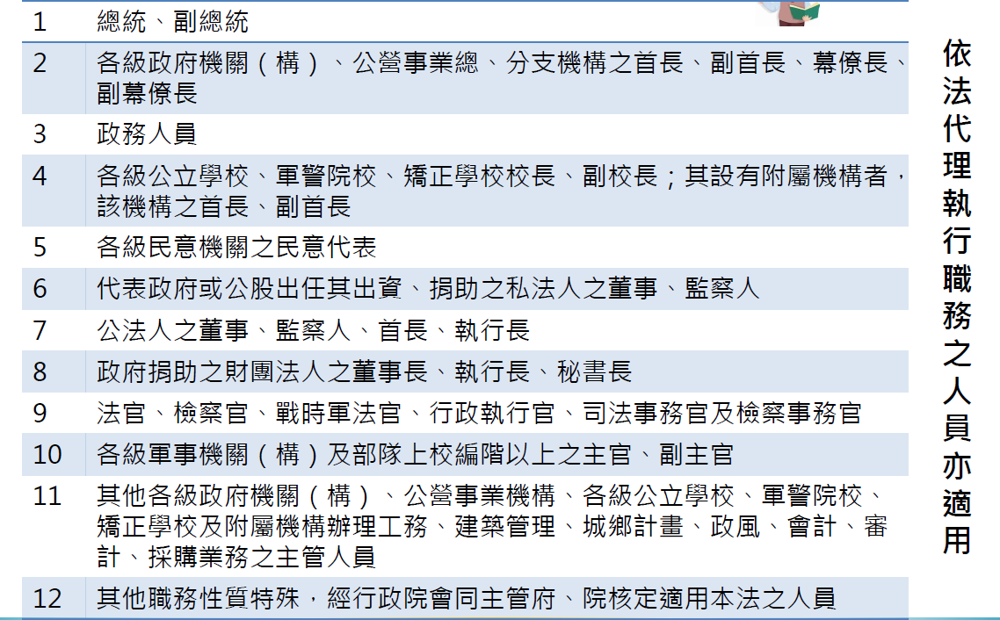 1 總統、副總統
2 各級政府機關（構）、公營事業總、分支機構之首長、副首長、幕僚長、
副幕僚長
3 政務人員
4 各級公立學校、軍警院校、矯正學校校長、副校長；其設有附屬機構者，
該機構之首長、副首長
5 各級民意機關之民意代表
6 代表政府或公股出任其出資、捐助之私法人之董事、監察人
7 公法人之董事、監察人、首長、執行長
8 政府捐助之財團法人之董事長、執行長、秘書長
9 法官、檢察官、戰時軍法官、行政執行官、司法事務官及檢察事務官
10 各級軍事機關（構）及部隊上校編階以上之主官、副主官
11 其他各級政府機關（構）、公營事業機構、各級公立學校、軍警院校、
矯正學校及附屬機構辦理工務、建築管理、城鄉計畫、政風、會計、審
計、採購業務之主管人員
12 其他職務性質特殊，經行政院會同主管府、院核定適用本法之人員
依法代理執行職務之人員亦適用